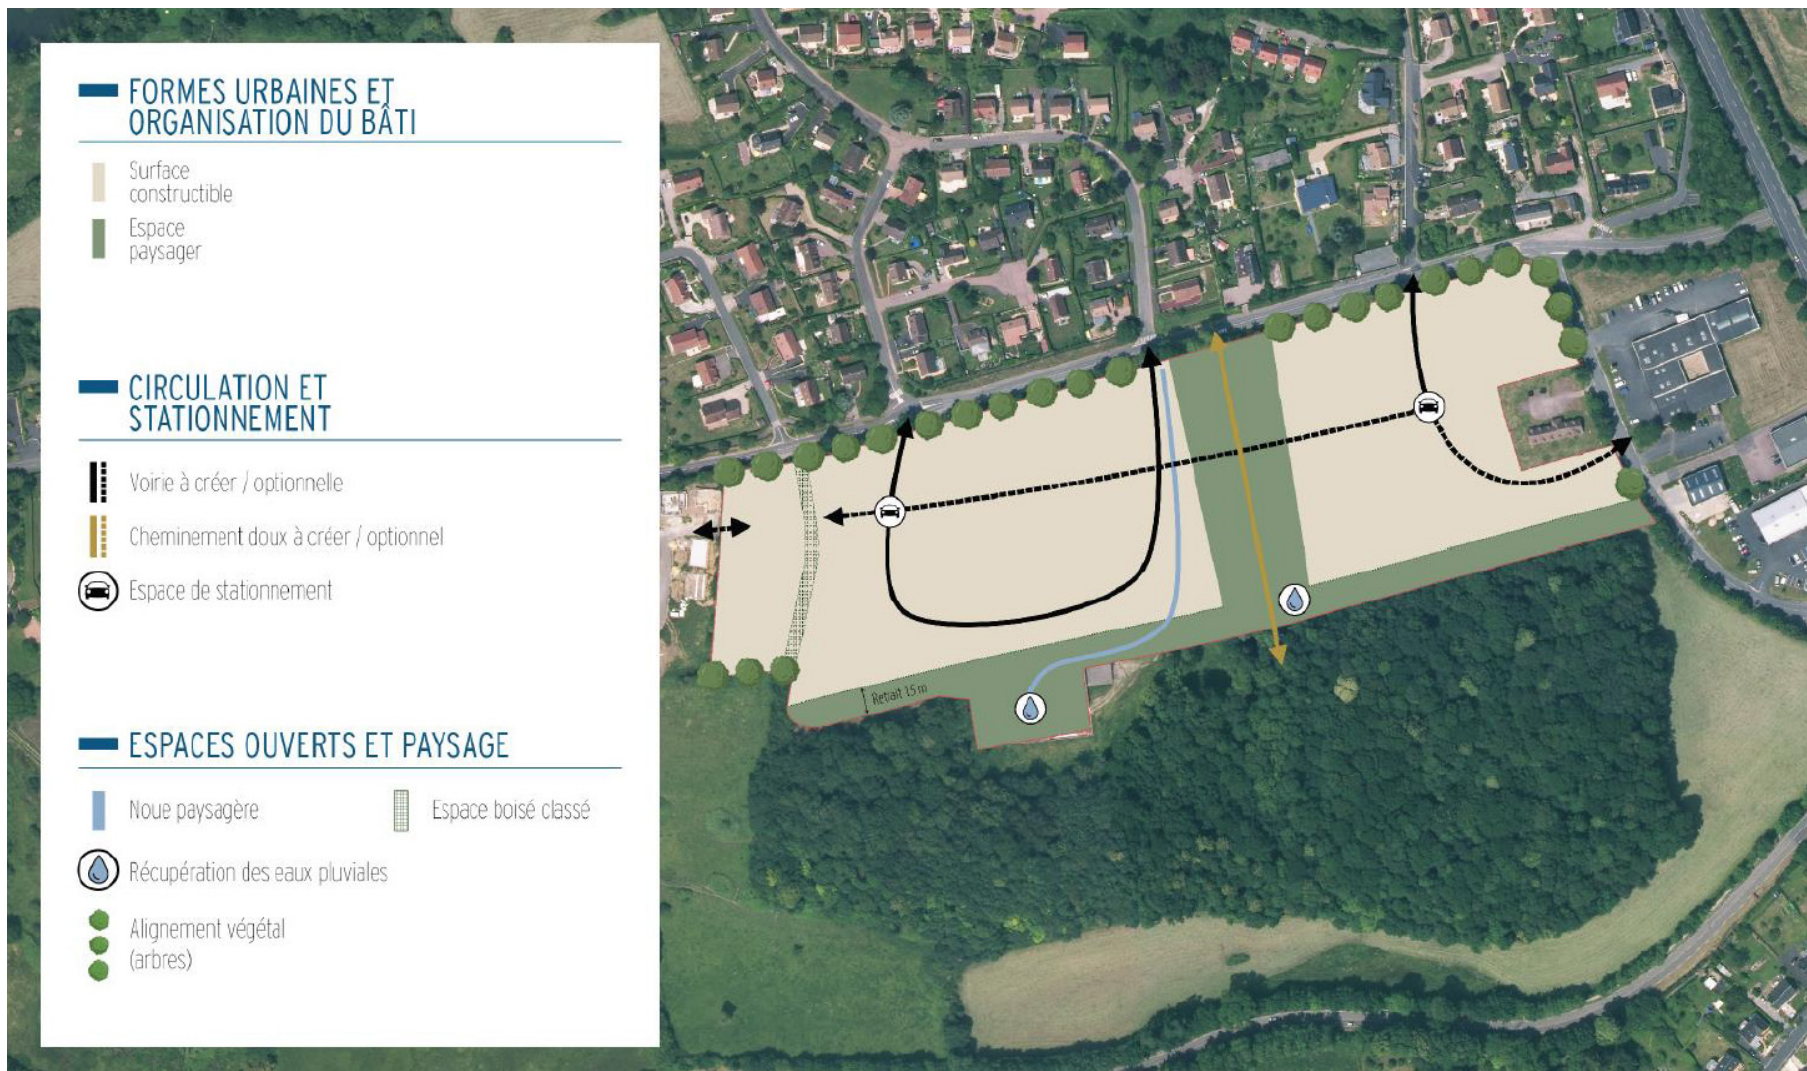 FORMES URBAINES ET
ORGANISATION DU BÂTI
Surface
constructible
Espace
paysager
CIRCULATION ET
STATIONNEMENT
Voirie à créer / optionnelle
Cheminement doux à créer / optionnel
Espace de stationnement
ESPACES OUVERTS ET PAYSAGE
Noue paysagère
Espace boisé classé
Récupération des eaux pluviales
Alignement végétal
(arbres)
Retrait 15 m